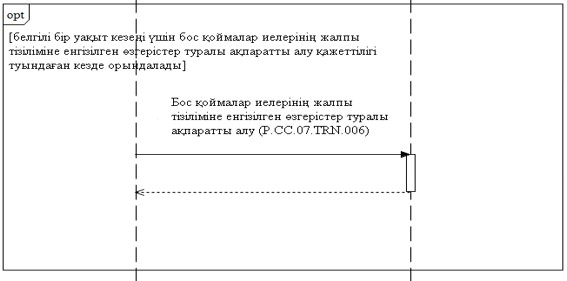 opt
[белгілі бір уақыт кезеңі үшін бос қоймалар иелерінің жалпы
тізіліміне енгізілген өзгерістер туралы ақпаратты алу қажеттілігі
туындаған кезде орындалады]
Бос қоймалар иелерінің жалпы
тізіліміне енгізілген өзгерістер туралы
ақпаратты алу (P.CC.07.TRN.006)